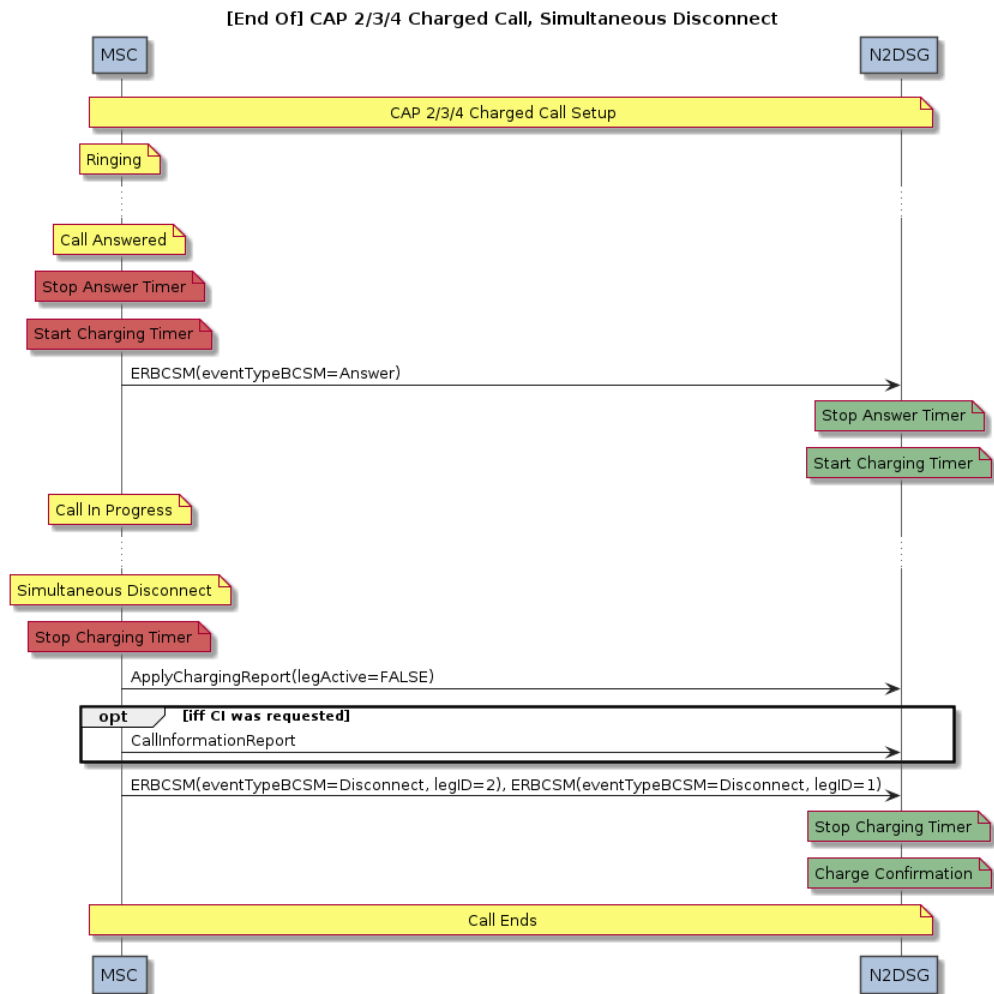 [End Of] CAP 2/3/4 Charged Call, Simultaneous Disconnect
MSC
N2DSG
CAP 2/3/4 Charged Call Setup
Ringing
Call Answered
Stop Answer Timer
Start Charging Timer
ERBCSM(eventTypeBCSM=Answer)
Stop Answer Timer
Start Charging Timer
Call In Progress
Simultaneous Disconnect
Stop Charging Timer
ApplyChargingReport(legActive=FALSE)
opt [iff CI was requested]
CallInformationReport
ERBCSM(eventTypeBCSM=Disconnect, legID=2), ERBCSM(eventTypeBCSM=Disconnect, legID=1)
Stop Charging Timer
Charge Confirmation
Call Ends
MSC
N2DSG